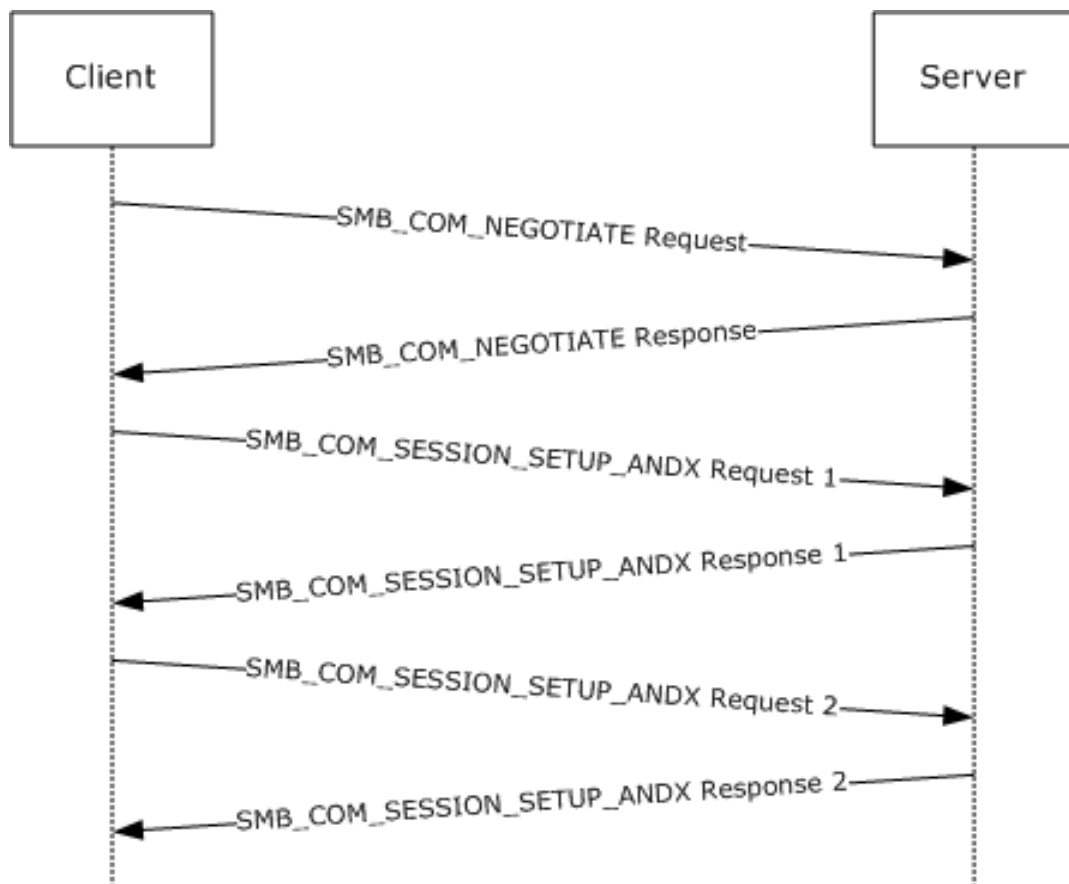 Client
Server
SMB_COM_NEGOTIATE Request
SMB_COM_NEGOTIATE Response
SMB_COM_SESSION_SETUP_ANDX Request 1
SMB_COM_SESSION_SETUP_ANDX Response 1
SMB_COM_SESSION_SETUP_ANDX Request 2
SMB_COM_SESSION_SETUP_ANDX Response 2